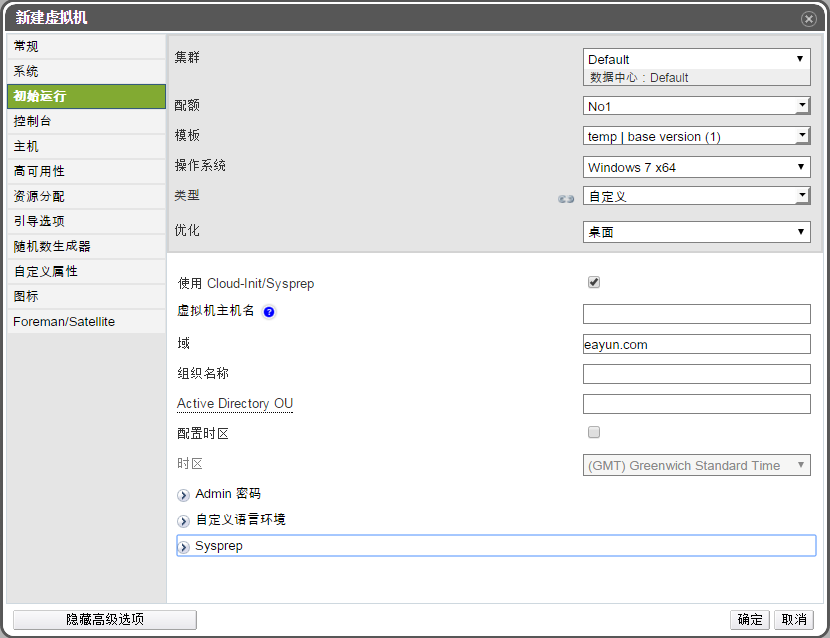 新建虚拟机
常规
系统
初始运行
控制台
主机
高可用性
资源分配
引导选项
随机数生成器
自定义属性
图标
Foreman/Satellite
集群
Default
数据中心 : Default
配额
No1
模板
temp | base version (1)
操作系统
Windows 7 x64
类型
自定义
优化
桌面
使用 Cloud-Init/Sysprep
虚拟机主机名 ?
域
eayun.com
组织名称
Active Directory OU
配置时区
时区
(GMT) Greenwich Standard Time
Admin 密码
自定义语言环境
Sysprep
隐藏高级选项
确定
取消